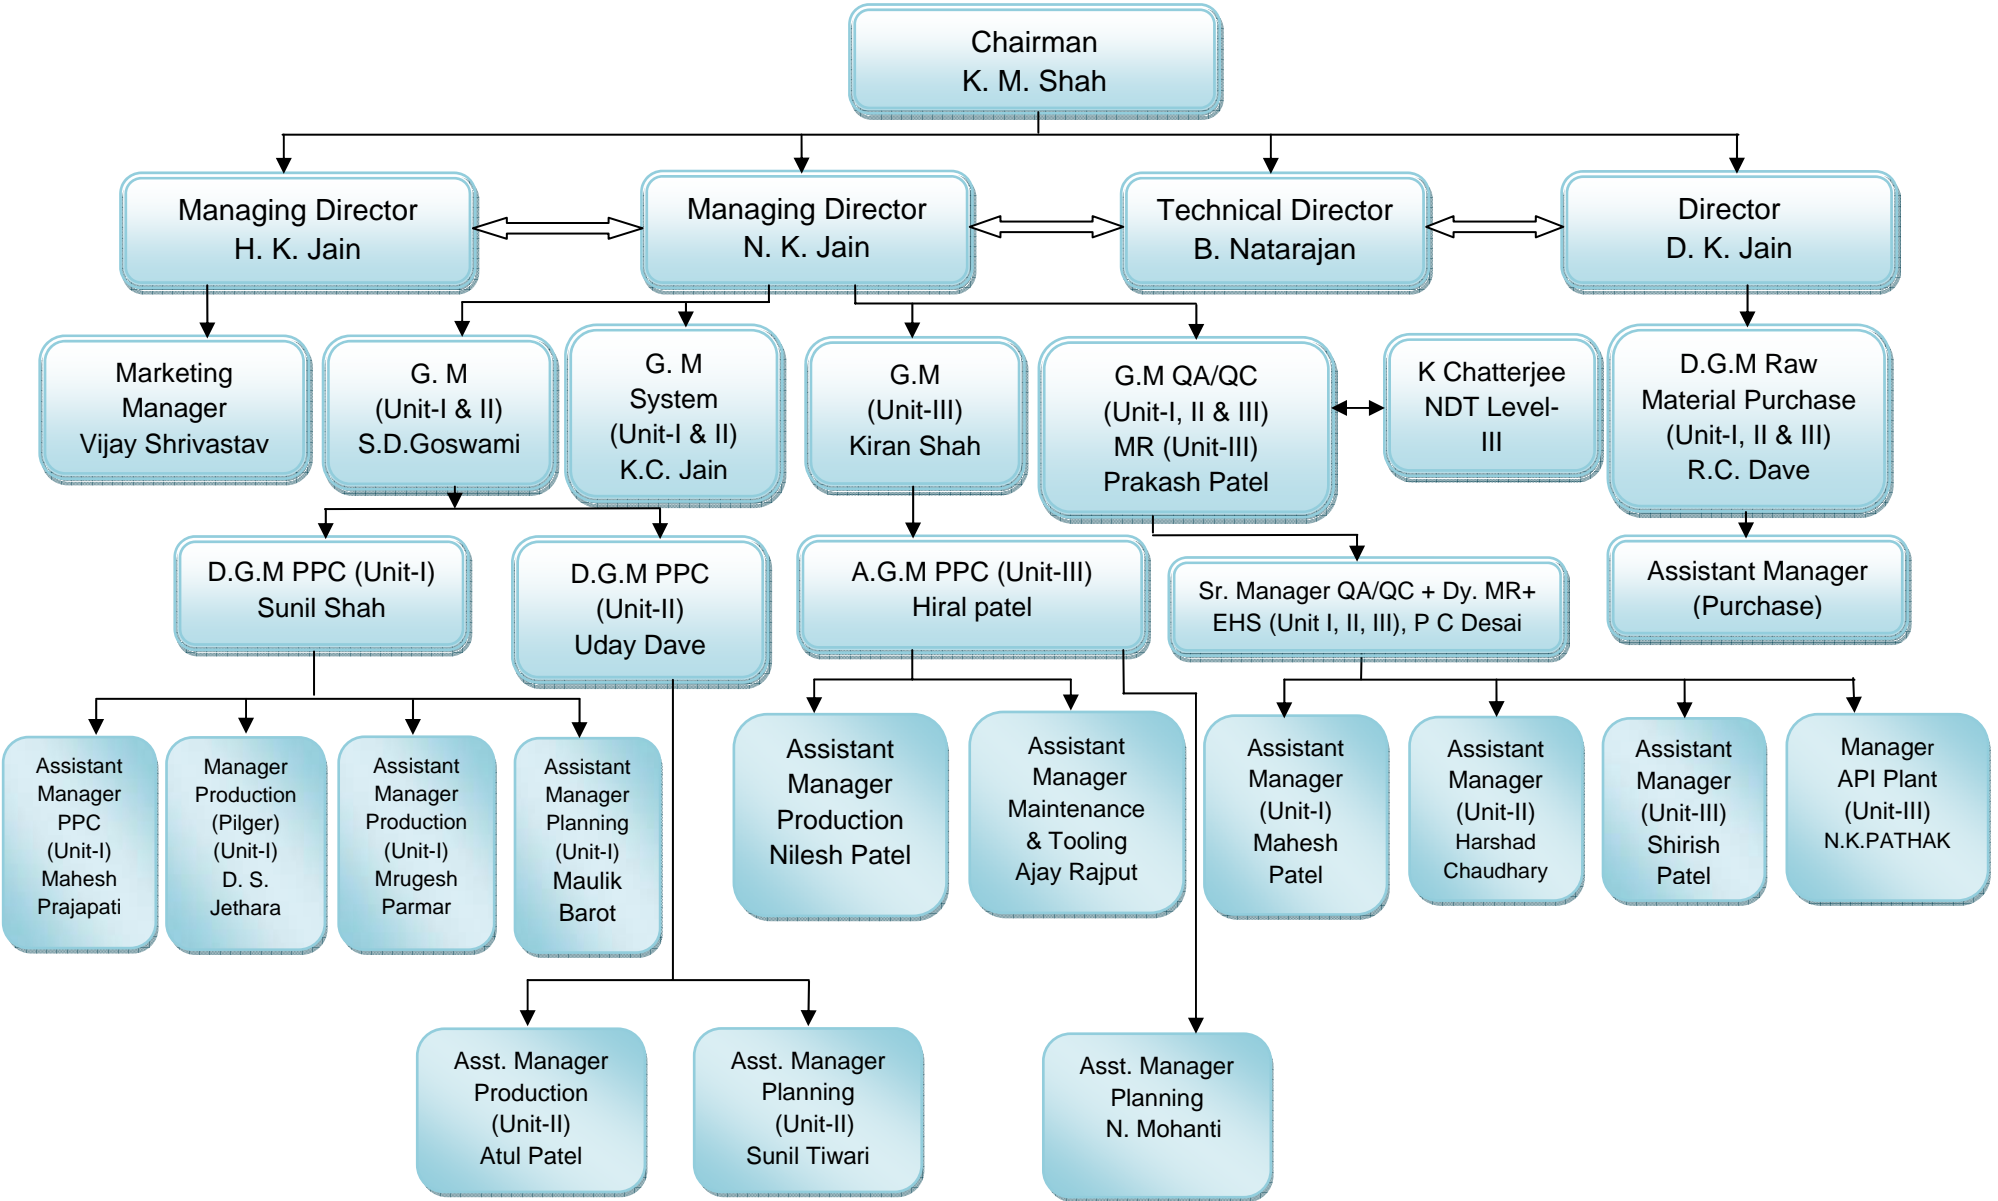 Chairman
K. M. Shah
Managing Director
H. K. Jain
Managing Director
N. K. Jain
Technical Director
B. Natarajan
Director
D. K. Jain
Marketing
Manager
Vijay Shrivastav
G. M
(Unit-I & II)
S.D.Goswami
G. M
System
(Unit-I & II)
K.C. Jain
G.M
(Unit-III)
Kiran Shah
G.M QA/QC
(Unit-I, II & III)
MR (Unit-III)
Prakash Patel
K Chatterjee
NDT Level-
III
D.G.M Raw
Material Purchase
(Unit-I, II & III)
R.C. Dave
D.G.M PPC (Unit-I)
Sunil Shah
D.G.M PPC
(Unit-II)
Uday Dave
A.G.M PPC (Unit-III)
Hiral patel
Sr. Manager QA/QC + Dy. MR+
EHS (Unit I, II, III), P C Desai
Assistant Manager
(Purchase)
Assistant
Manager
PPC
(Unit-I)
Mahesh
Prajapati
Manager
Production
(Pilger)
(Unit-I)
D. S.
Jethara
Assistant
Manager
Production
(Unit-I)
Mrugesh
Parmar
Assistant
Manager
Planning
(Unit-I)
Maulik
Barot
Assistant
Manager
Production
Nilesh Patel
Assistant
Manager
Maintenance
& Tooling
Ajay Rajput
Assistant
Manager
(Unit-I)
Mahesh
Patel
Assistant
Manager
(Unit-II)
Harshad
Chaudhary
Assistant
Manager
(Unit-III)
Shirish
Patel
Manager
API Plant
(Unit-III)
N.K.PATHAK
Asst. Manager
Production
(Unit-II)
Atul Patel
Asst. Manager
Planning
(Unit-II)
Sunil Tiwari
Asst. Manager
Planning
N. Mohanti